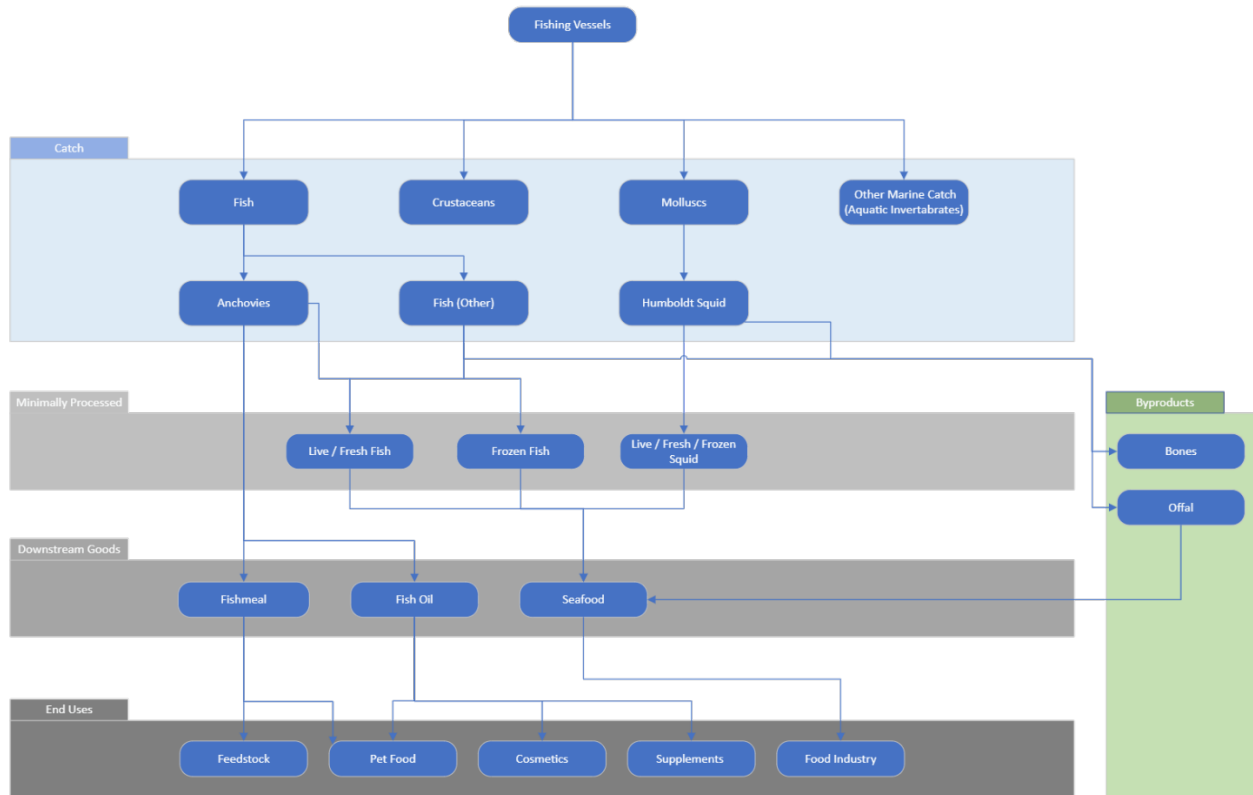 Fishing Vessels
Catch
Fish
Crustaceans
Molluscs
Other Marine Catch
(Aquatic Invertabrates)
Anchovies
Fish (Other)
Humboldt Squid
Minimally Processed
Byproducts
Live / Fresh Fish
Frozen Fish
Live / Fresh / Frozen
Squid
Bones
Offal
Downstream Goods
Fishmeal
Fish Oil
Seafood
End Uses
Feedstock
Pet Food
Cosmetics
Supplements
Food Industry